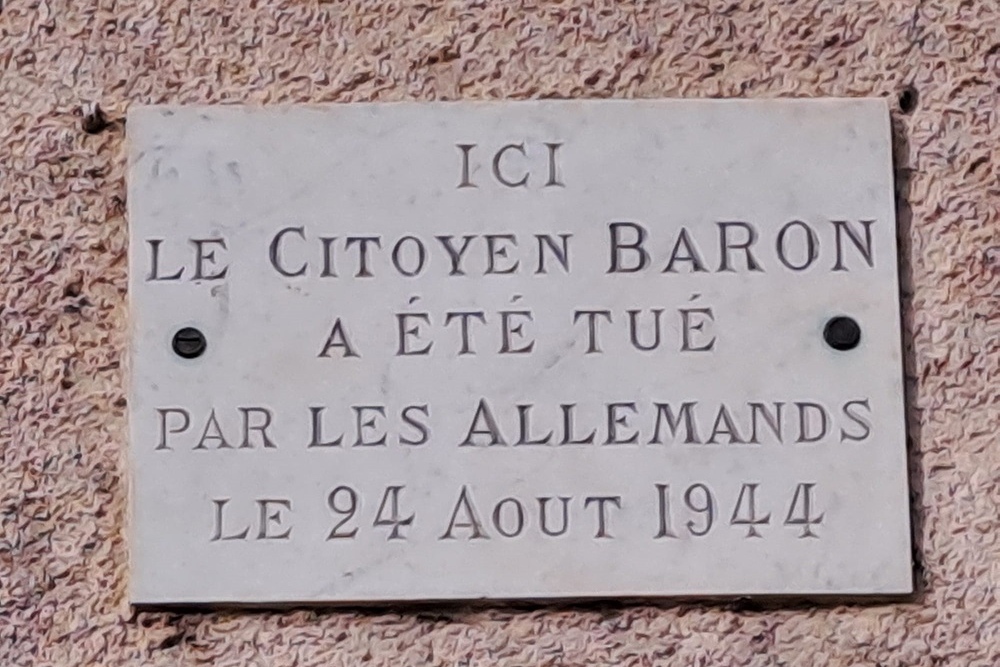 ICI
LE CITOYEN BARON
A ÉTÉ TUÉ
PAR LES ALLEMANDS
LE 24 AOUT 1944